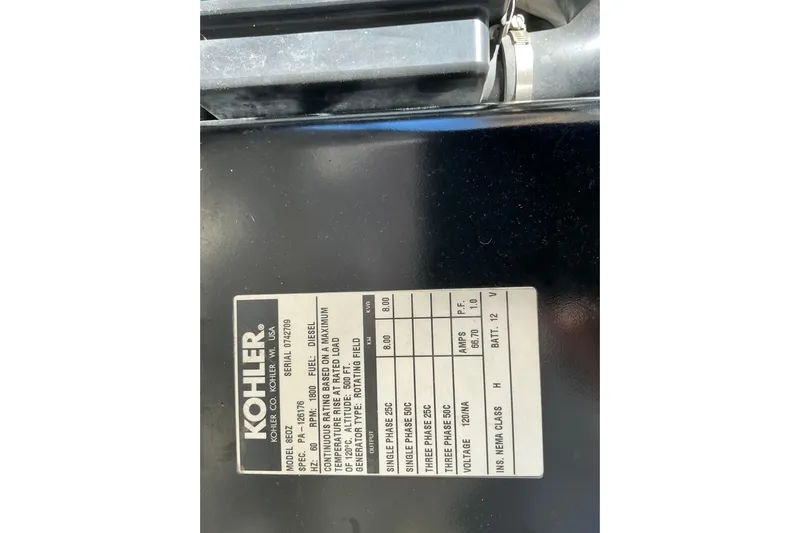 KOHLER®
KOHLER CO. KOHLER WI. USA
MODEL 8EOZ SERIAL 0742709
SPEC. PA-126176
HZ: 60 RPM: 1800 FUEL: DIESEL
CONTINUOUS RATING BASED ON A MAXIMUM
TEMPERATURE RISE AT RATED LOAD
OF 120°C. ALTITUDE: 500 FT.
GENERATOR TYPE: ROTATING FIELD
OUTPUT KW KVA
SINGLE PHASE 25C 8.00 8.00
SINGLE PHASE 50C
THREE PHASE 25C
THREE PHASE 50C
VOLTAGE 120/NA AMPS 66.70 P.F. 1.0
INS. NEMA CLASS H BATT. 12 V